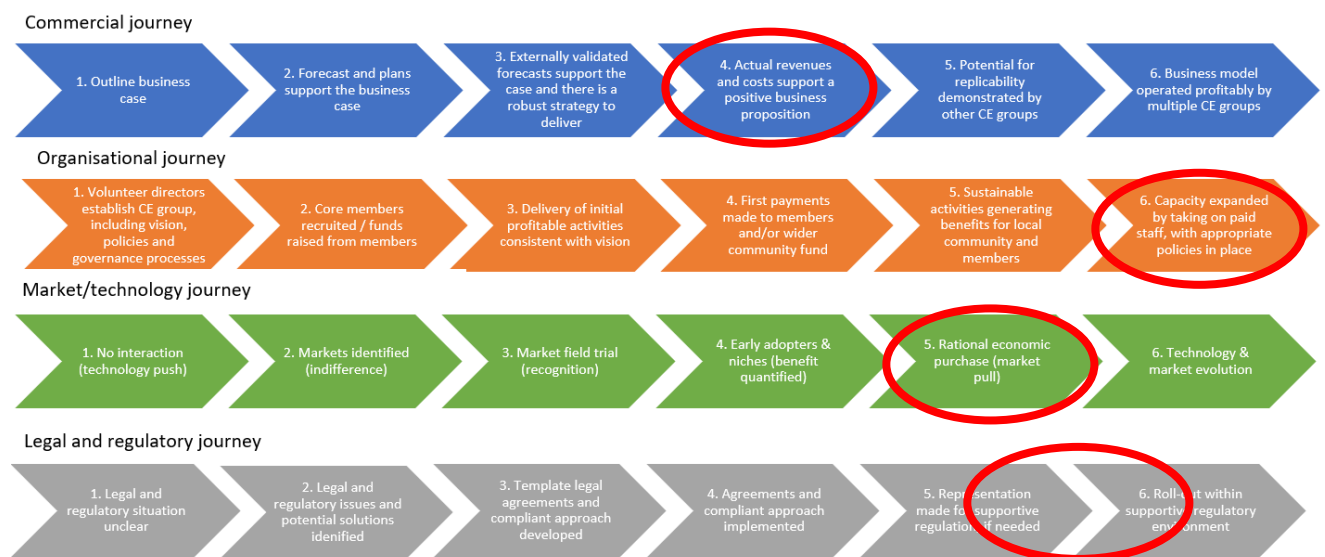 Commercial journey
1. Outline business
case
2. Forecast and plans
support the business
case
3. Externally validated
forecasts support the
case and there is a
robust strategy to
deliver
4. Actual revenues
and costs support a
positive business
proposition
5. Potential for
replicability
demonstrated by
other CE groups
6. Business model
operated profitably by
multiple CE groups
Organisational journey
1. Volunteer directors
establish CE group,
including vision,
policies and
governance processes
2. Core members
recruited / funds
raised from members
3. Delivery of initial
profitable activities
consistent with vision
4. First payments
made to members
and/or wider
community fund
5. Sustainable
activities generating
benefits for local
community and
members
6. Capacity expanded
by taking on paid
staff, with appropriate
policies in place
Market/technology journey
1. No interaction
(technology push)
2. Markets identified
(indifference)
3. Market field trial
(recognition)
4. Early adopters &
niches (benefit
quantified)
5. Rational economic
purchase (market
pull)
6. Technology &
market evolution
Legal and regulatory journey
1. Legal and
regulatory situation
unclear
2. Legal and
regulatory issues and
potential solutions
idenified
3. Template legal
agreements and
compliant approach
developed
4. Agreements and
compliant approach
implemented
5. Representation
made for supportive
regulation, if needed
6. Roll-out within
supportive regulatory
environment